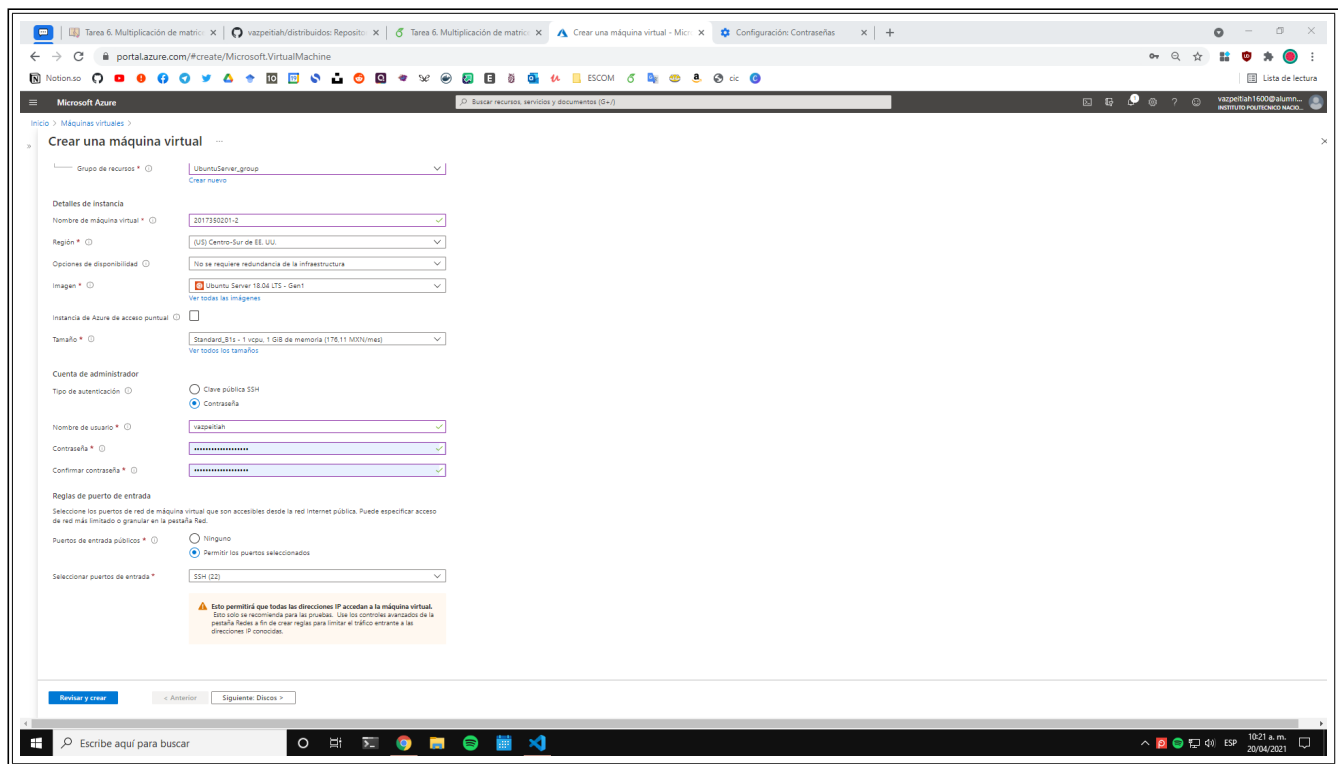 Tarea 6. Multiplicación de matric
vazpeitiah/distribuidos: Reposito
Tarea 6. Multiplicación de matric
Crear una máquina virtual - Micr
Configuración: Contraseñas
portal.azure.com/#create/Microsoft.VirtualMachine
Notion.so
ESCOM
cic
Lista de lectura
Microsoft Azure
Buscar recursos, servicios y documentos (G+/)
vazpeitiah1600@alumn...
INSTITUTO POLITECNICO NACIO...
Inicio > Máquinas virtuales >
Crear una máquina virtual ...
Grupo de recursos * UbuntuServer_group
Crear nuevo
Detalles de instancia
Nombre de máquina virtual * 2017350201-2
Región * (US) Centro-Sur de EE. UU.
Opciones de disponibilidad No se requiere redundancia de la infraestructura
Imagen * Ubuntu Server 18.04 LTS - Gen1
Ver todas las imágenes
Instancia de Azure de acceso puntual
Tamaño * Standard_B1s - 1 vcpu, 1 GiB de memoria (176,11 MXN/mes)
Ver todos los tamaños
Cuenta de administrador
Tipo de autenticación Clave pública SSH
Contraseña
Nombre de usuario * vazpeitiah
Contraseña *
Confirmar contraseña *
Reglas de puerto de entrada
Seleccione los puertos de red de máquina virtual que son accesibles desde la red Internet pública. Puede especificar acceso
de red más limitado o granular en la pestaña Red.
Puertos de entrada públicos * Ninguno
Permitir los puertos seleccionados
Seleccionar puertos de entrada * SSH (22)
Esto permitirá que todas las direcciones IP accedan a la máquina virtual.
Esto solo se recomienda para las pruebas. Use los controles avanzados de la
pestaña Redes a fin de crear reglas para limitar el tráfico entrante a las
direcciones IP conocidas.
Revisar y crear
< Anterior
Siguiente: Discos >
Escribe aquí para buscar
ESP
10:21 a. m.
20/04/2021